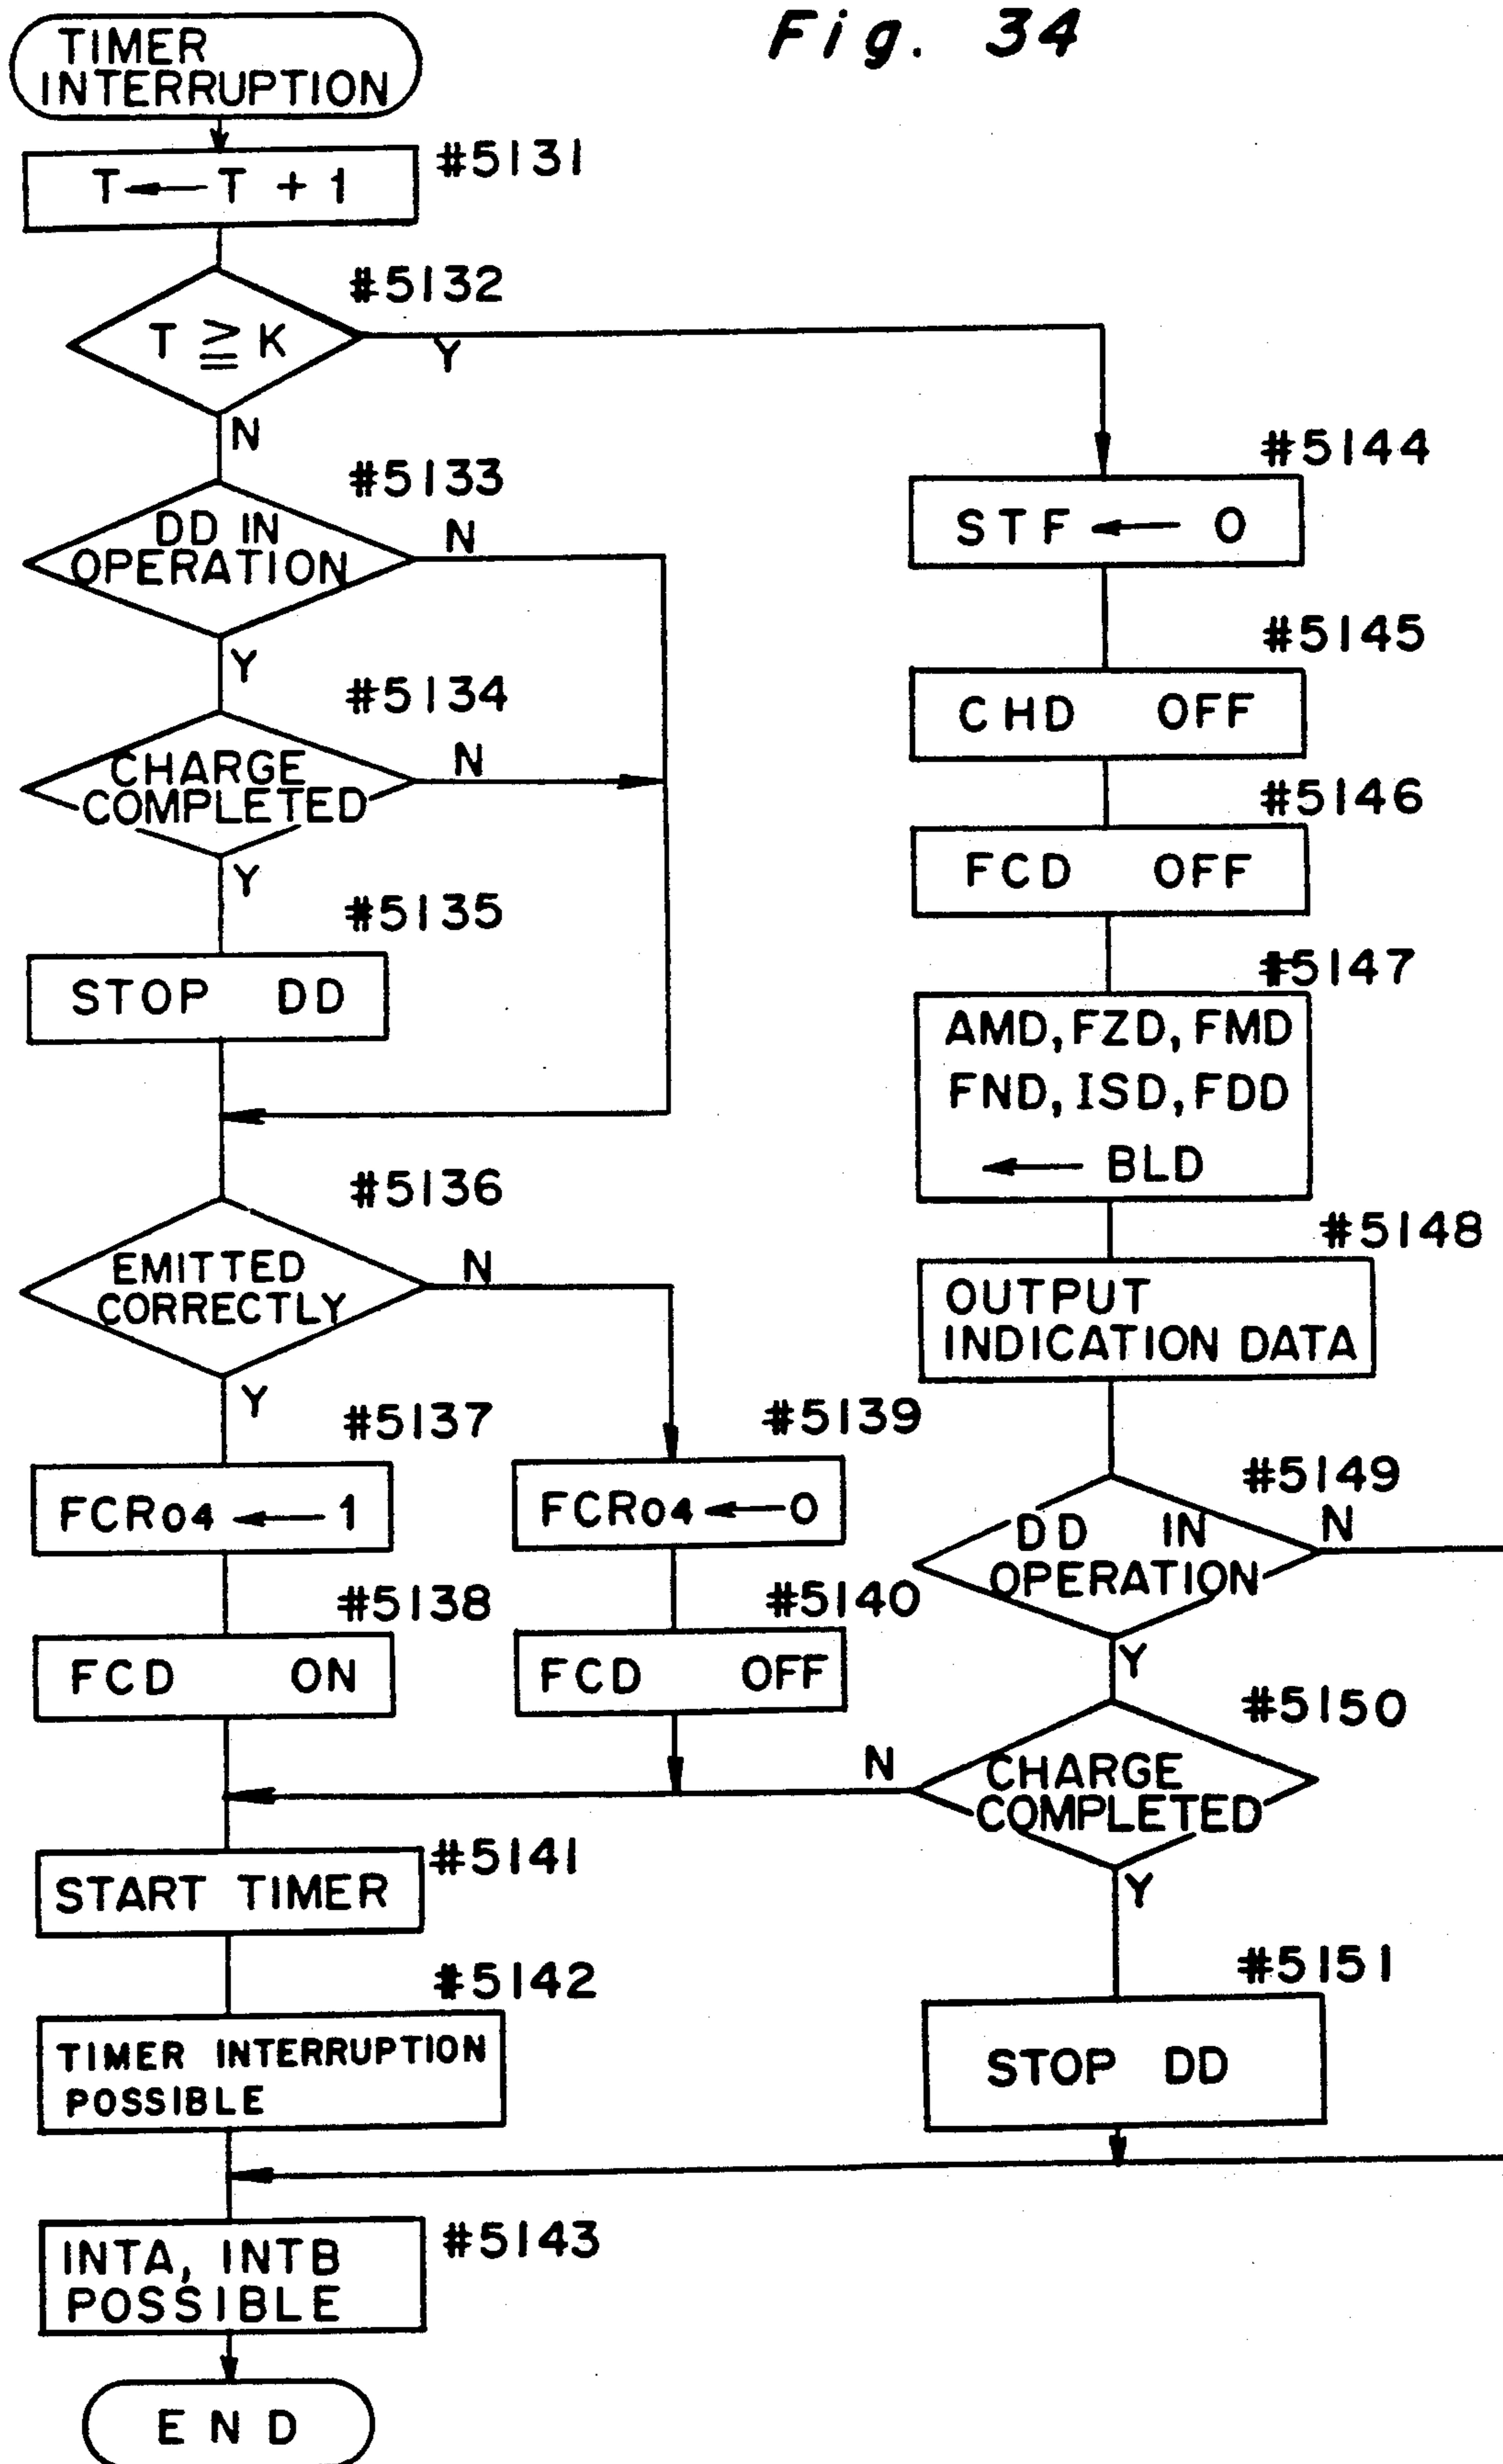 Fig. 34
TIMER
INTERRUPTION
#5131
T ← T + 1
#5132
T ≧ K
Y
N
#5133
DD IN
OPERATION
N
Y
#5134
CHARGE
COMPLETED
N
Y
#5135
STOP DD
#5136
EMITTED
CORRECTLY
N
Y
#5137
FCR04 ← 1
#5138
FCD ON
#5139
FCR04 ← 0
#5140
FCD OFF
#5141
START TIMER
#5142
TIMER INTERRUPTION
POSSIBLE
#5143
INTA, INTB
POSSIBLE
END
#5144
STF ← 0
#5145
CHD OFF
#5146
FCD OFF
#5147
AMD, FZD, FMD
FND, ISD, FDD
← BLD
#5148
OUTPUT
INDICATION DATA
#5149
DD IN
OPERATION
N
Y
#5150
CHARGE
COMPLETED
N
Y
#5151
STOP DD